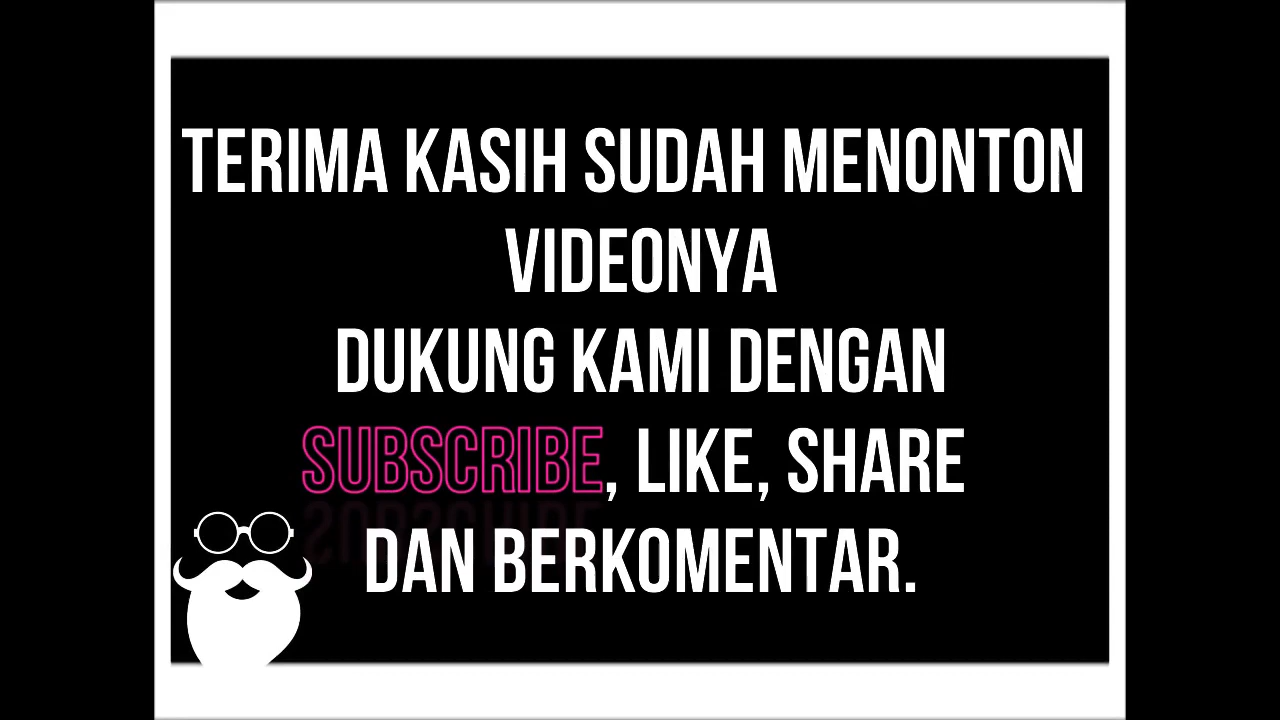 TERIMA KASIH SUDAH MENONTON
VIDEONYA
DUKUNG KAMI DENGAN
SUBSCRIBE, LIKE, SHARE
DAN BERKOMENTAR.